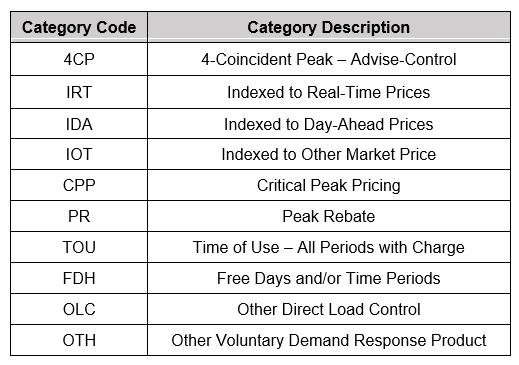 Category Code Category Description
4CP 4-Coincident Peak – Advise-Control
IRT Indexed to Real-Time Prices
IDA Indexed to Day-Ahead Prices
IOT Indexed to Other Market Price
CPP Critical Peak Pricing
PR Peak Rebate
TOU Time of Use – All Periods with Charge
FDH Free Days and/or Time Periods
OLC Other Direct Load Control
OTH Other Voluntary Demand Response Product